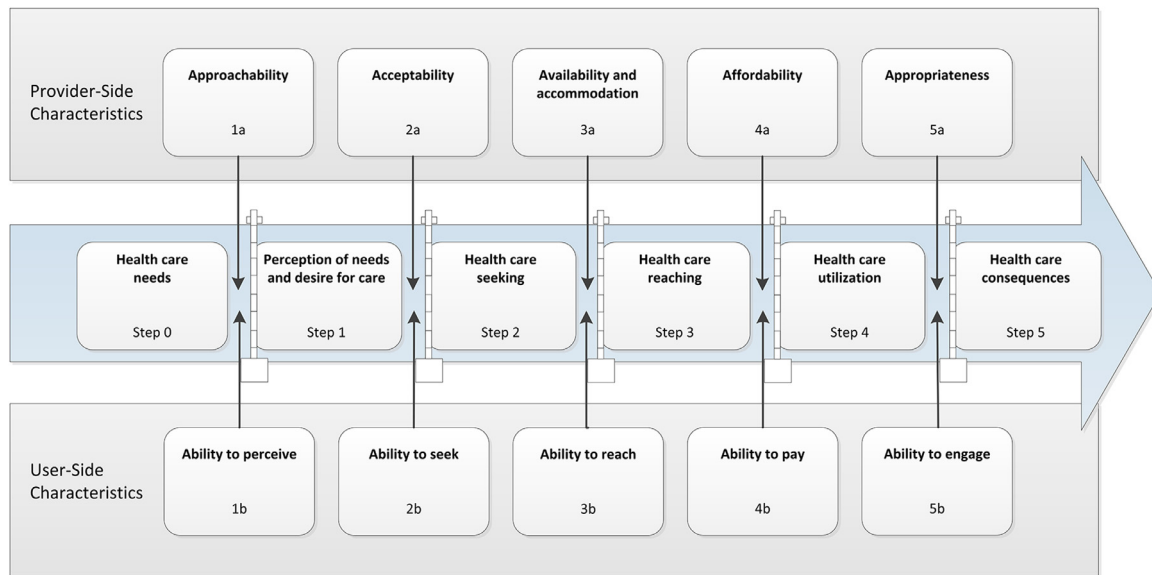 Provider-Side
Characteristics
Approachability
1a
Acceptability
2a
Availability and
accommodation
3a
Affordability
4a
Appropriateness
5a
Health care
needs
Step 0
Perception of needs
and desire for care
Step 1
Health care
seeking
Step 2
Health care
reaching
Step 3
Health care
utilization
Step 4
Health care
consequences
Step 5
User-Side
Characteristics
Ability to perceive
1b
Ability to seek
2b
Ability to reach
3b
Ability to pay
4b
Ability to engage
5b